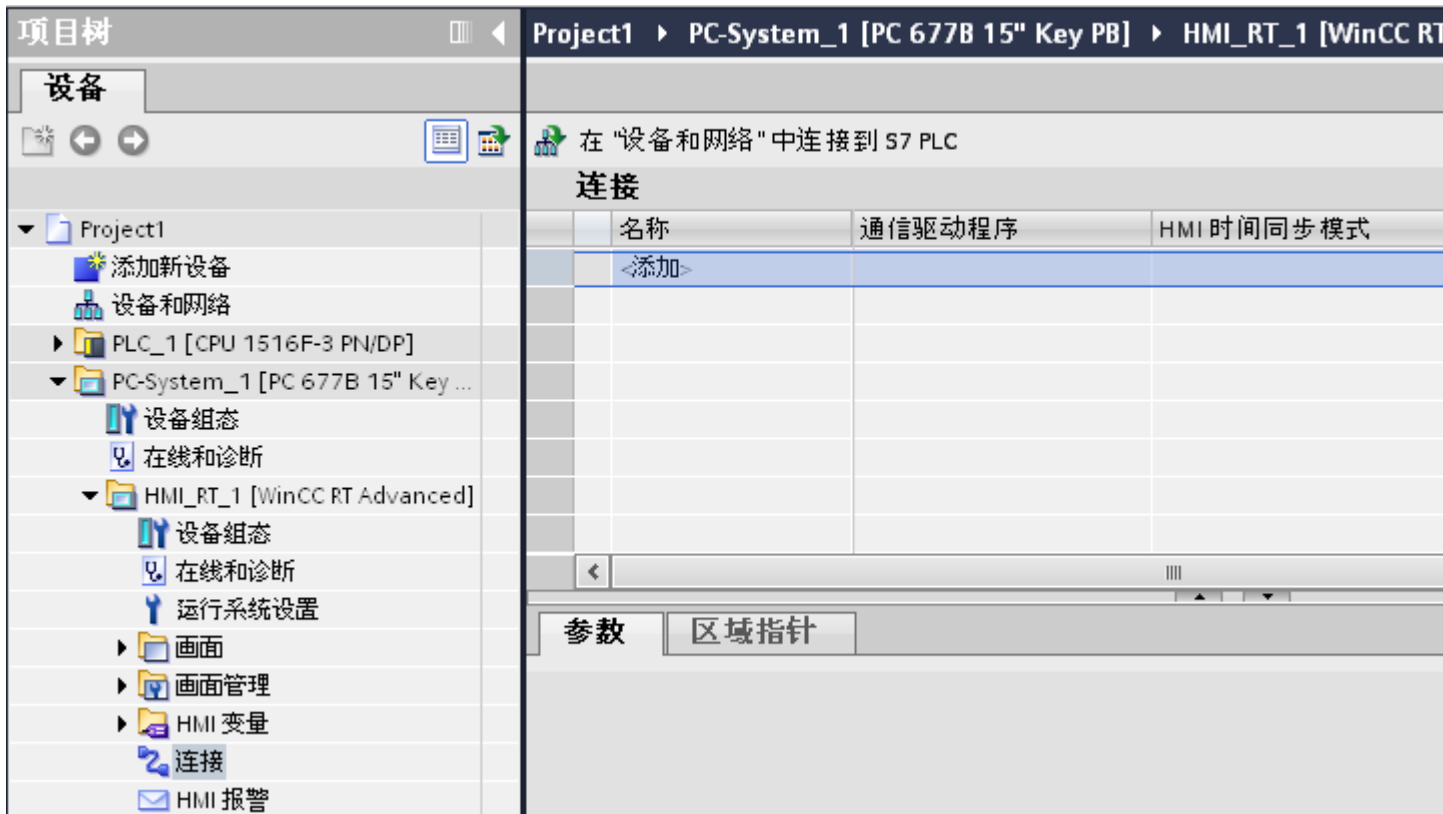 项目树
设备
Project1
添加新设备
设备和网络
PLC_1 [CPU 1516F-3 PN/DP]
PC-System_1 [PC 677B 15" Key ...
设备组态
在线和诊断
HMI_RT_1 [WinCC RT Advanced]
设备组态
在线和诊断
运行系统设置
画面
画面管理
HMI 变量
连接
HMI 报警
Project1 ▸ PC-System_1 [PC 677B 15" Key PB] ▸ HMI_RT_1 [WinCC RT
在 "设备和网络" 中连接到 S7 PLC
连接
名称 通信驱动程序 HMI 时间同步模式
<添加>
参数 区域指针